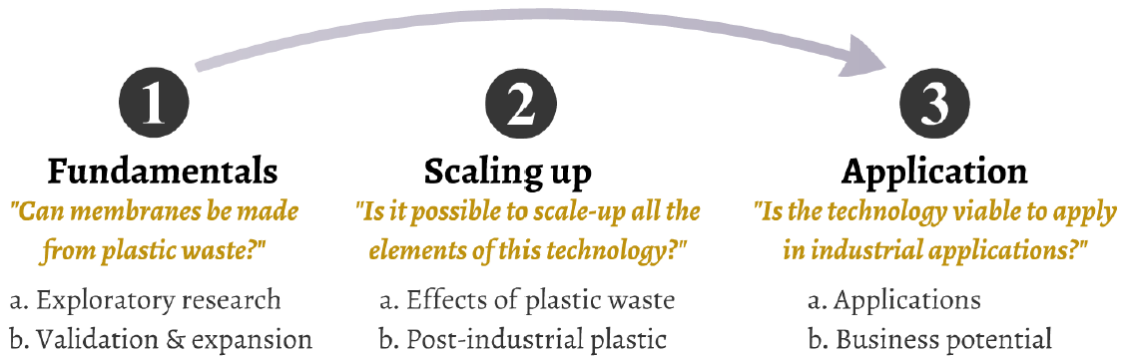 1
Fundamentals
"Can membranes be made
from plastic waste?"
a. Exploratory research
b. Validation & expansion
2
Scaling up
"Is it possible to scale-up all the
elements of this technology?"
a. Effects of plastic waste
b. Post-industrial plastic
3
Application
"Is the technology viable to apply
in industrial applications?"
a. Applications
b. Business potential